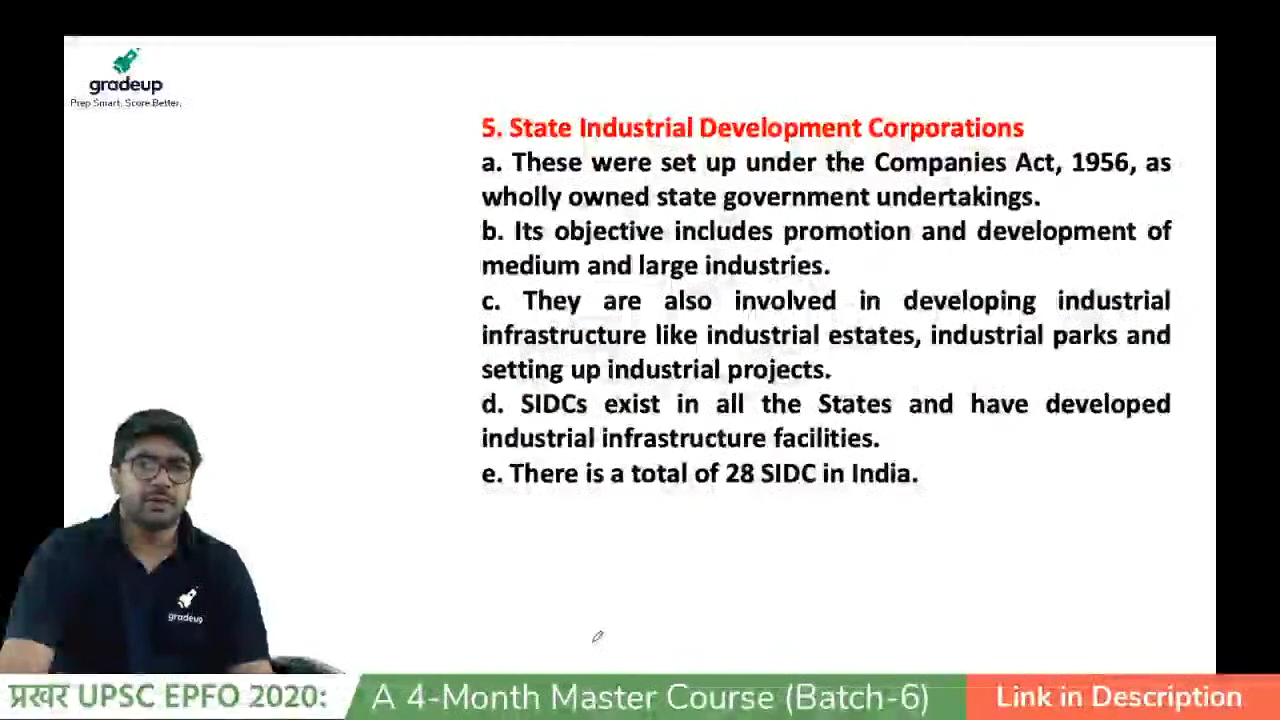 gradeup
Prep Smart. Score Better.
5. State Industrial Development Corporations
a. These were set up under the Companies Act, 1956, as
wholly owned state government undertakings.
b. Its objective includes promotion and development of
medium and large industries.
c. They are also involved in developing industrial
infrastructure like industrial estates, industrial parks and
setting up industrial projects.
d. SIDCs exist in all the States and have developed
industrial infrastructure facilities.
e. There is a total of 28 SIDC in India.
gradeup
प्रखर UPSC EPFO 2020:
A 4-Month Master Course (Batch-6)
Link in Description